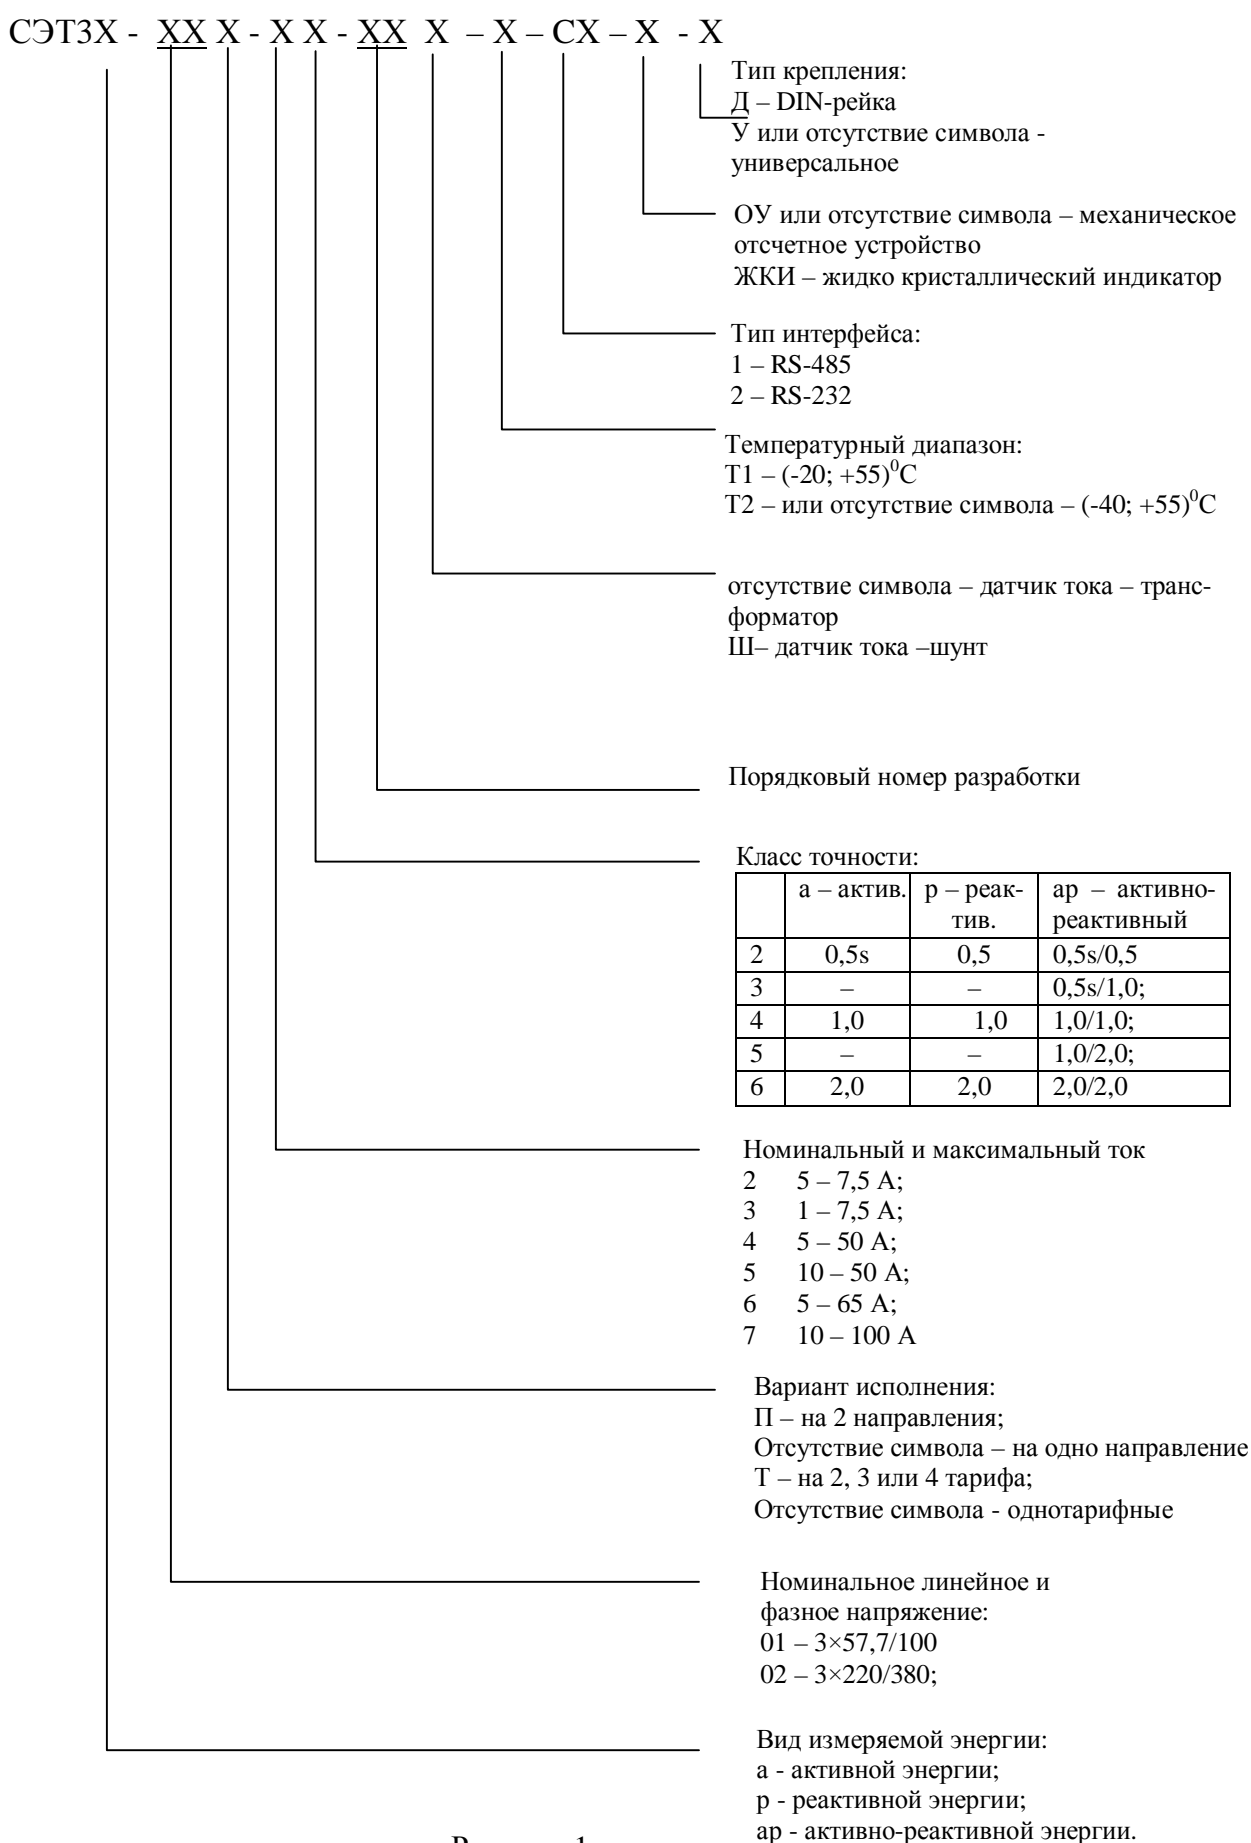 СЭТ3Х - ХХ Х - Х Х - ХХ Х – Х – СХ – Х - Х
Тип крепления:
Д – DIN-рейка
У или отсутствие символа -
универсальное
ОУ или отсутствие символа – механическое
отсчетное устройство
ЖКИ – жидко кристаллический индикатор
Тип интерфейса:
1 – RS-485
2 – RS-232
Температурный диапазон:
Т1 – (-20; +55)⁰С
Т2 – или отсутствие символа – (-40; +55)⁰С
отсутствие символа – датчик тока – транс-
форматор
Ш– датчик тока –шунт
Порядковый номер разработки
Класс точности:
а – актив. р – реак- ар – активно-
тив. реактивный
2 0,5s 0,5 0,5s/0,5
3 – – 0,5s/1,0;
4 1,0 1,0 1,0/1,0;
5 – – 1,0/2,0;
6 2,0 2,0 2,0/2,0
Номинальный и максимальный ток
2 5 – 7,5 А;
3 1 – 7,5 А;
4 5 – 50 А;
5 10 – 50 А;
6 5 – 65 А;
7 10 – 100 А
Вариант исполнения:
П – на 2 направления;
Отсутствие символа – на одно направление
Т – на 2, 3 или 4 тарифа;
Отсутствие символа - однотарифные
Номинальное линейное и
фазное напряжение:
01 – 3×57,7/100
02 – 3×220/380;
Вид измеряемой энергии:
а - активной энергии;
р - реактивной энергии;
ар - активно-реактивной энергии.